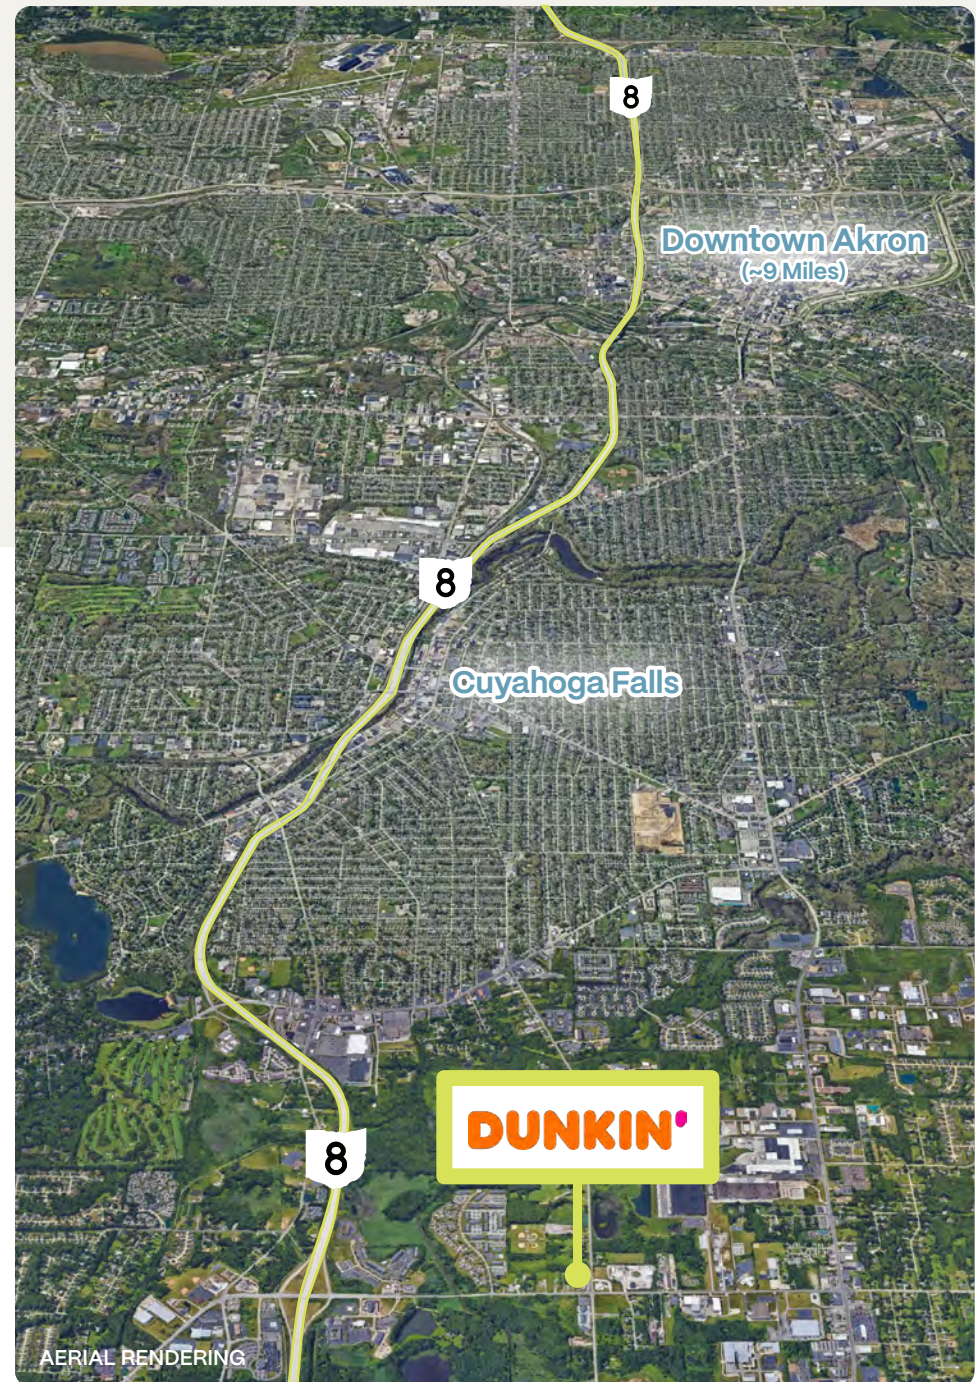 8
Downtown Akron
(~9 Miles)
8
Cuyahoga Falls
DUNKIN'
8
AERIAL RENDERING